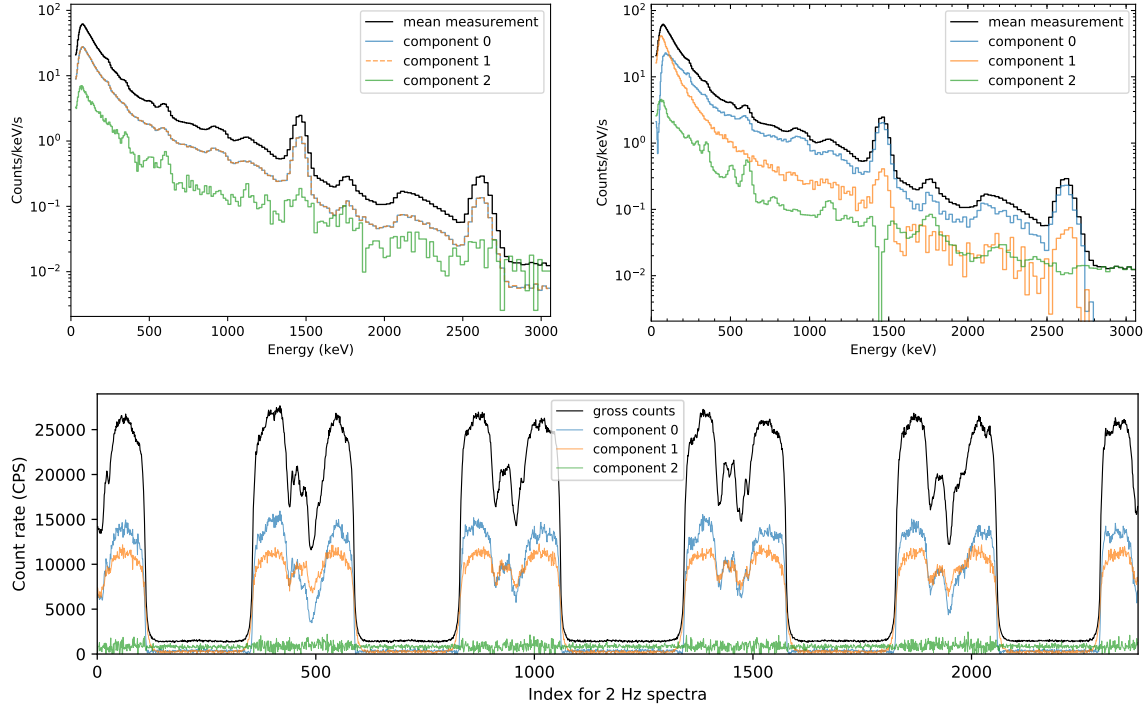 10²
10¹
10⁰
10⁻¹
10⁻²
Counts/keV/s
mean measurement
component 0
component 1
component 2
0 500 1000 1500 2000 2500 3000
Energy (keV)
10²
10¹
10⁰
10⁻¹
10⁻²
Counts/keV/s
mean measurement
component 0
component 1
component 2
0 500 1000 1500 2000 2500 3000
Energy (keV)
25000
20000
15000
10000
5000
0
Count rate (CPS)
gross counts
component 0
component 1
component 2
0 500 1000 1500 2000
Index for 2 Hz spectra